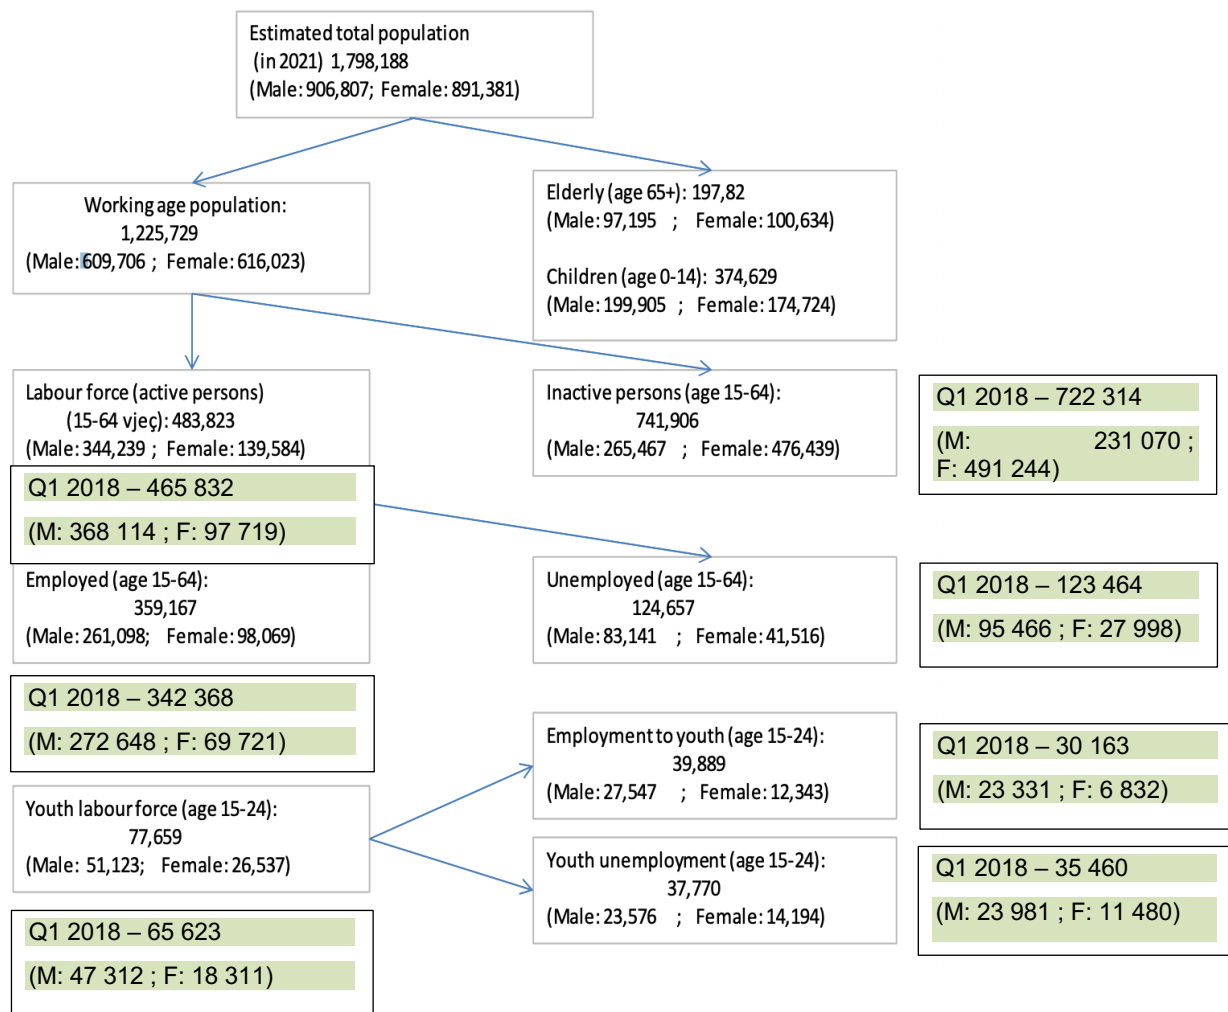 Estimated total population
(in 2021) 1,798,188
(Male: 906,807; Female: 891,381)
Working age population:
1,225,729
(Male: 609,706 ; Female: 616,023)
Elderly (age 65+): 197,82
(Male: 97,195 ; Female: 100,634)
Children (age 0-14): 374,629
(Male: 199,905 ; Female: 174,724)
Labour force (active persons)
(15-64 vjeç): 483,823
(Male: 344,239 ; Female: 139,584)
Q1 2018 – 465 832
(M: 368 114 ; F: 97 719)
Inactive persons (age 15-64):
741,906
(Male: 265,467 ; Female: 476,439)
Q1 2018 – 722 314
(M: 231 070 ;
F: 491 244)
Employed (age 15-64):
359,167
(Male: 261,098; Female: 98,069)
Q1 2018 – 342 368
(M: 272 648 ; F: 69 721)
Unemployed (age 15-64):
124,657
(Male: 83,141 ; Female: 41,516)
Q1 2018 – 123 464
(M: 95 466 ; F: 27 998)
Youth labour force (age 15-24):
77,659
(Male: 51,123; Female: 26,537)
Q1 2018 – 65 623
(M: 47 312 ; F: 18 311)
Employment to youth (age 15-24):
39,889
(Male: 27,547 ; Female: 12,343)
Q1 2018 – 30 163
(M: 23 331 ; F: 6 832)
Youth unemployment (age 15-24):
37,770
(Male: 23,576 ; Female: 14,194)
Q1 2018 – 35 460
(M: 23 981 ; F: 11 480)